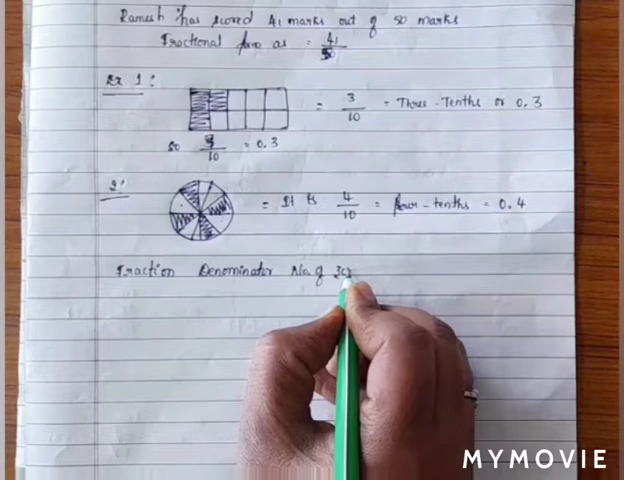 Ramesh has scored 41 marks out of 50 marks
Fractional form as = 41/50
Ex 1:
= 3/10 = Three-Tenths or 0.3
so 3/10 = 0.3
2:
= It is 4/10 = four-tenths = 0.4
Fraction Denominator No. of
MYMOVIE